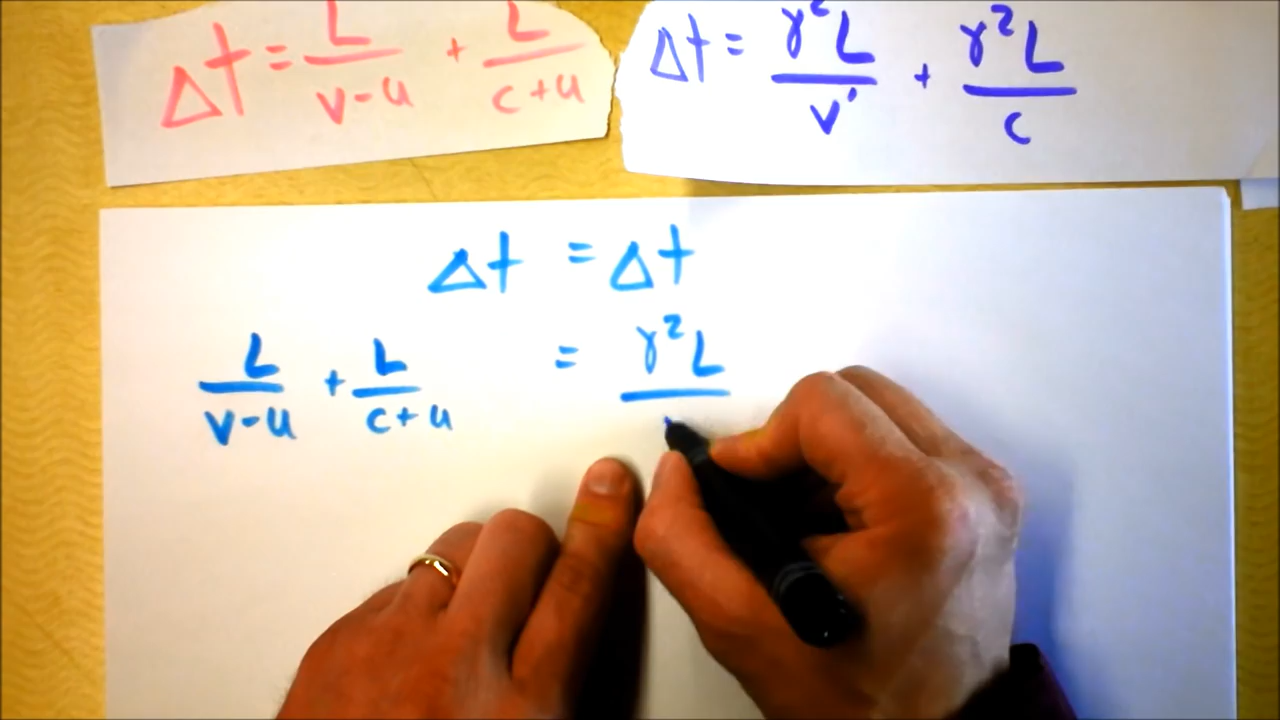 Δt = L/(v-u) + L/(c+u)
Δt = γ²L/v' + γ²L/c
Δt = Δt
L/(v-u) + L/(c+u) = γ²L/